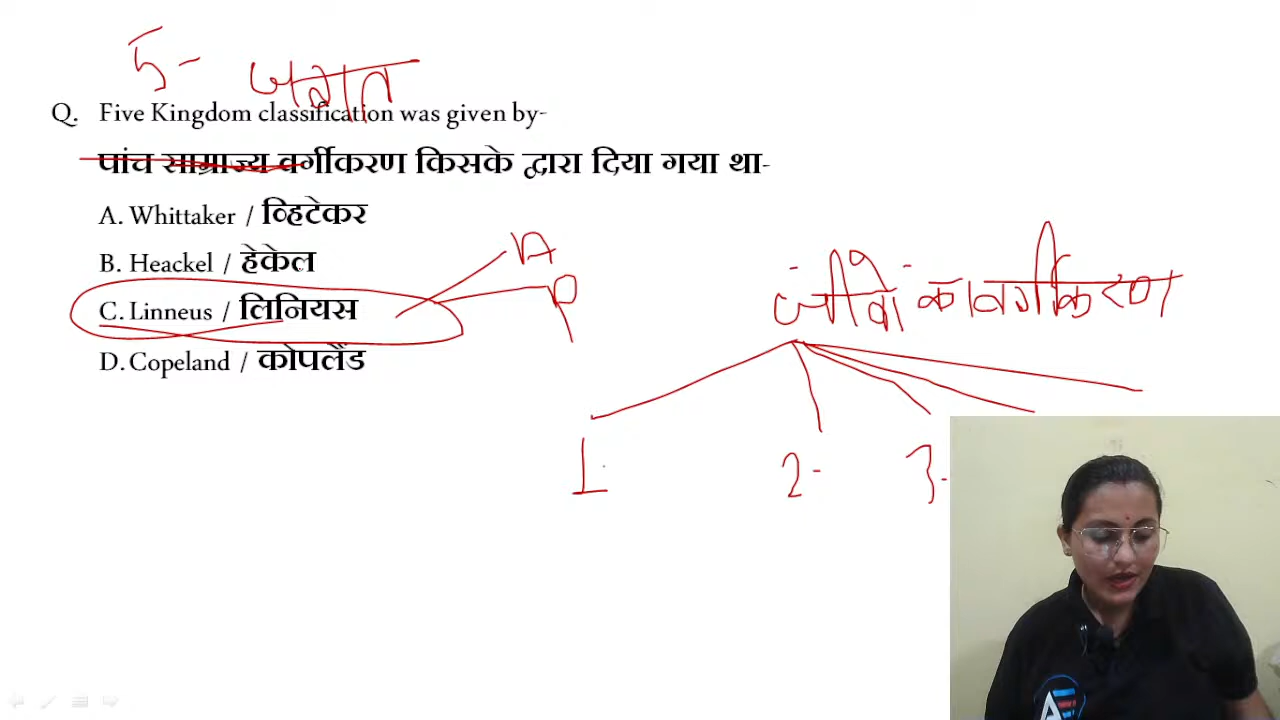 5- जगत
Q. Five Kingdom classification was given by-
पांच साम्राज्य वर्गीकरण किसके द्वारा दिया गया था-
A. Whittaker / व्हिटेकर
B. Heackel / हेकेल
C. Linneus / लिनियस
D. Copeland / कोपलैंड
A
P
जीवों का वर्गीकरण
1 2- 3-